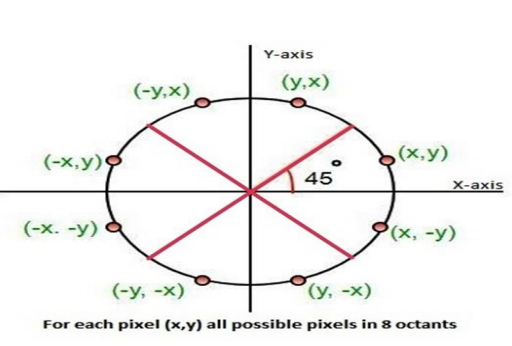 Y-axis
(-y,x)
(y,x)
(-x,y)
(x,y)
45°
X-axis
(-x. -y)
(x, -y)
(-y, -x)
(y, -x)
For each pixel (x,y) all possible pixels in 8 octants